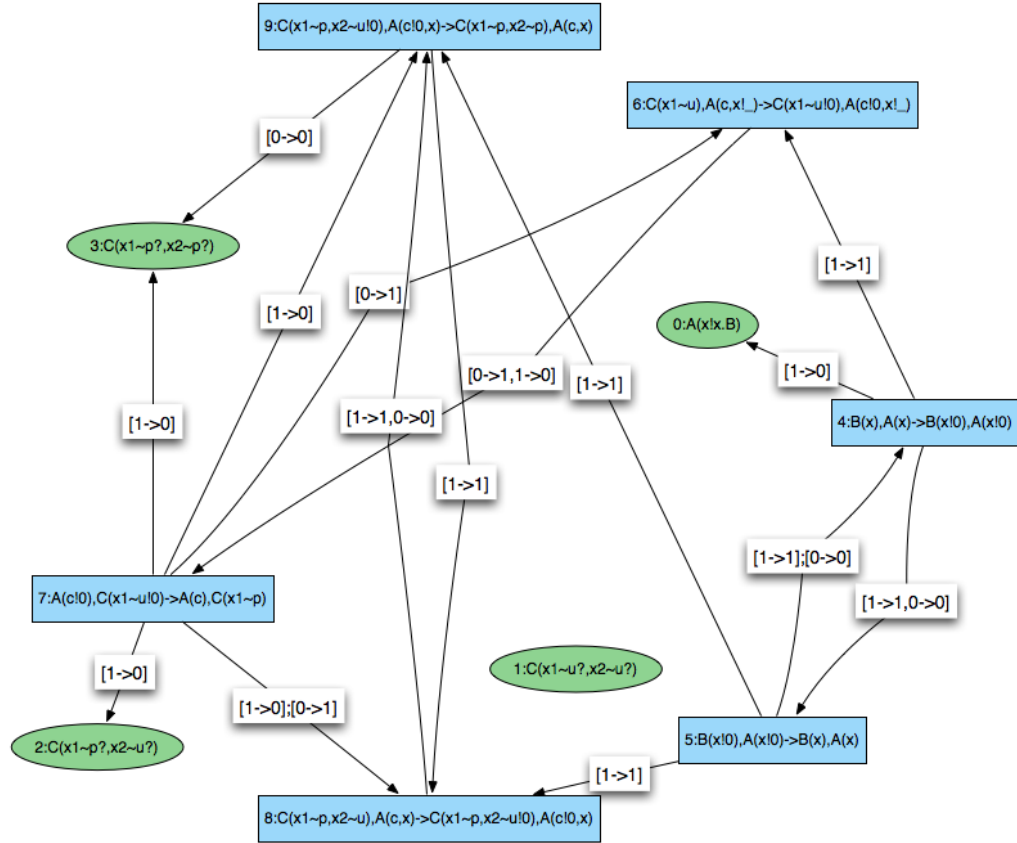 9:C(x1~p,x2~u!0),A(c!0,x)->C(x1~p,x2~p),A(c,x)
6:C(x1~u),A(c,x!_)->C(x1~u!0),A(c!0,x!_)
[0->0]
3:C(x1~p?,x2~p?)
[1->1]
[0->1]
[1->0]
0:A(x!x.B)
[0->1,1->0]
[1->1]
[1->0]
[1->1,0->0]
[1->0]
4:B(x),A(x)->B(x!0),A(x!0)
[1->1]
[1->1];[0->0]
7:A(c!0),C(x1~u!0)->A(c),C(x1~p)
[1->1,0->0]
1:C(x1~u?,x2~u?)
[1->0]
[1->0];[0->1]
2:C(x1~p?,x2~u?)
5:B(x!0),A(x!0)->B(x),A(x)
[1->1]
8:C(x1~p,x2~u),A(c,x)->C(x1~p,x2~u!0),A(c!0,x)